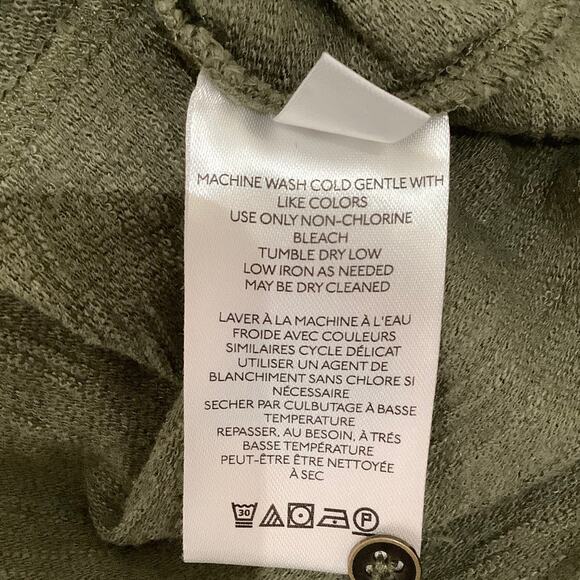 MACHINE WASH COLD GENTLE WITH
LIKE COLORS
USE ONLY NON-CHLORINE
BLEACH
TUMBLE DRY LOW
LOW IRON AS NEEDED
MAY BE DRY CLEANED
LAVER À LA MACHINE À L'EAU
FROIDE AVEC COULEURS
SIMILAIRES CYCLE DÉLICAT
UTILISER UN AGENT DE
BLANCHIMENT SANS CHLORE SI
NÉCESSAIRE
SECHER PAR CULBUTAGE À BASSE
TEMPERATURE
REPASSER, AU BESOIN, À TRÉS
BASSE TEMPÉRATURE
PEUT-ÊTRE ÊTRE NETTOYÉE
À SEC
30 P